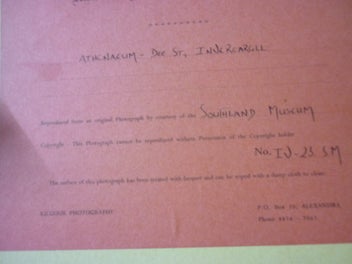 ATHENAEUM - DEE ST, INVERCARGILL
Reproduced from an original Photograph by courtesy of the SOUTHLAND MUSEUM
Copyright - This Photograph cannot be reproduced without Permission of the Copyright holder
No. IV-23 SM
The surface of this photograph has been treated with lacquer and can be wiped with a damp cloth to clean.
PHOTOGRAPHY
P.O. Box ALEXANDRA
Phone